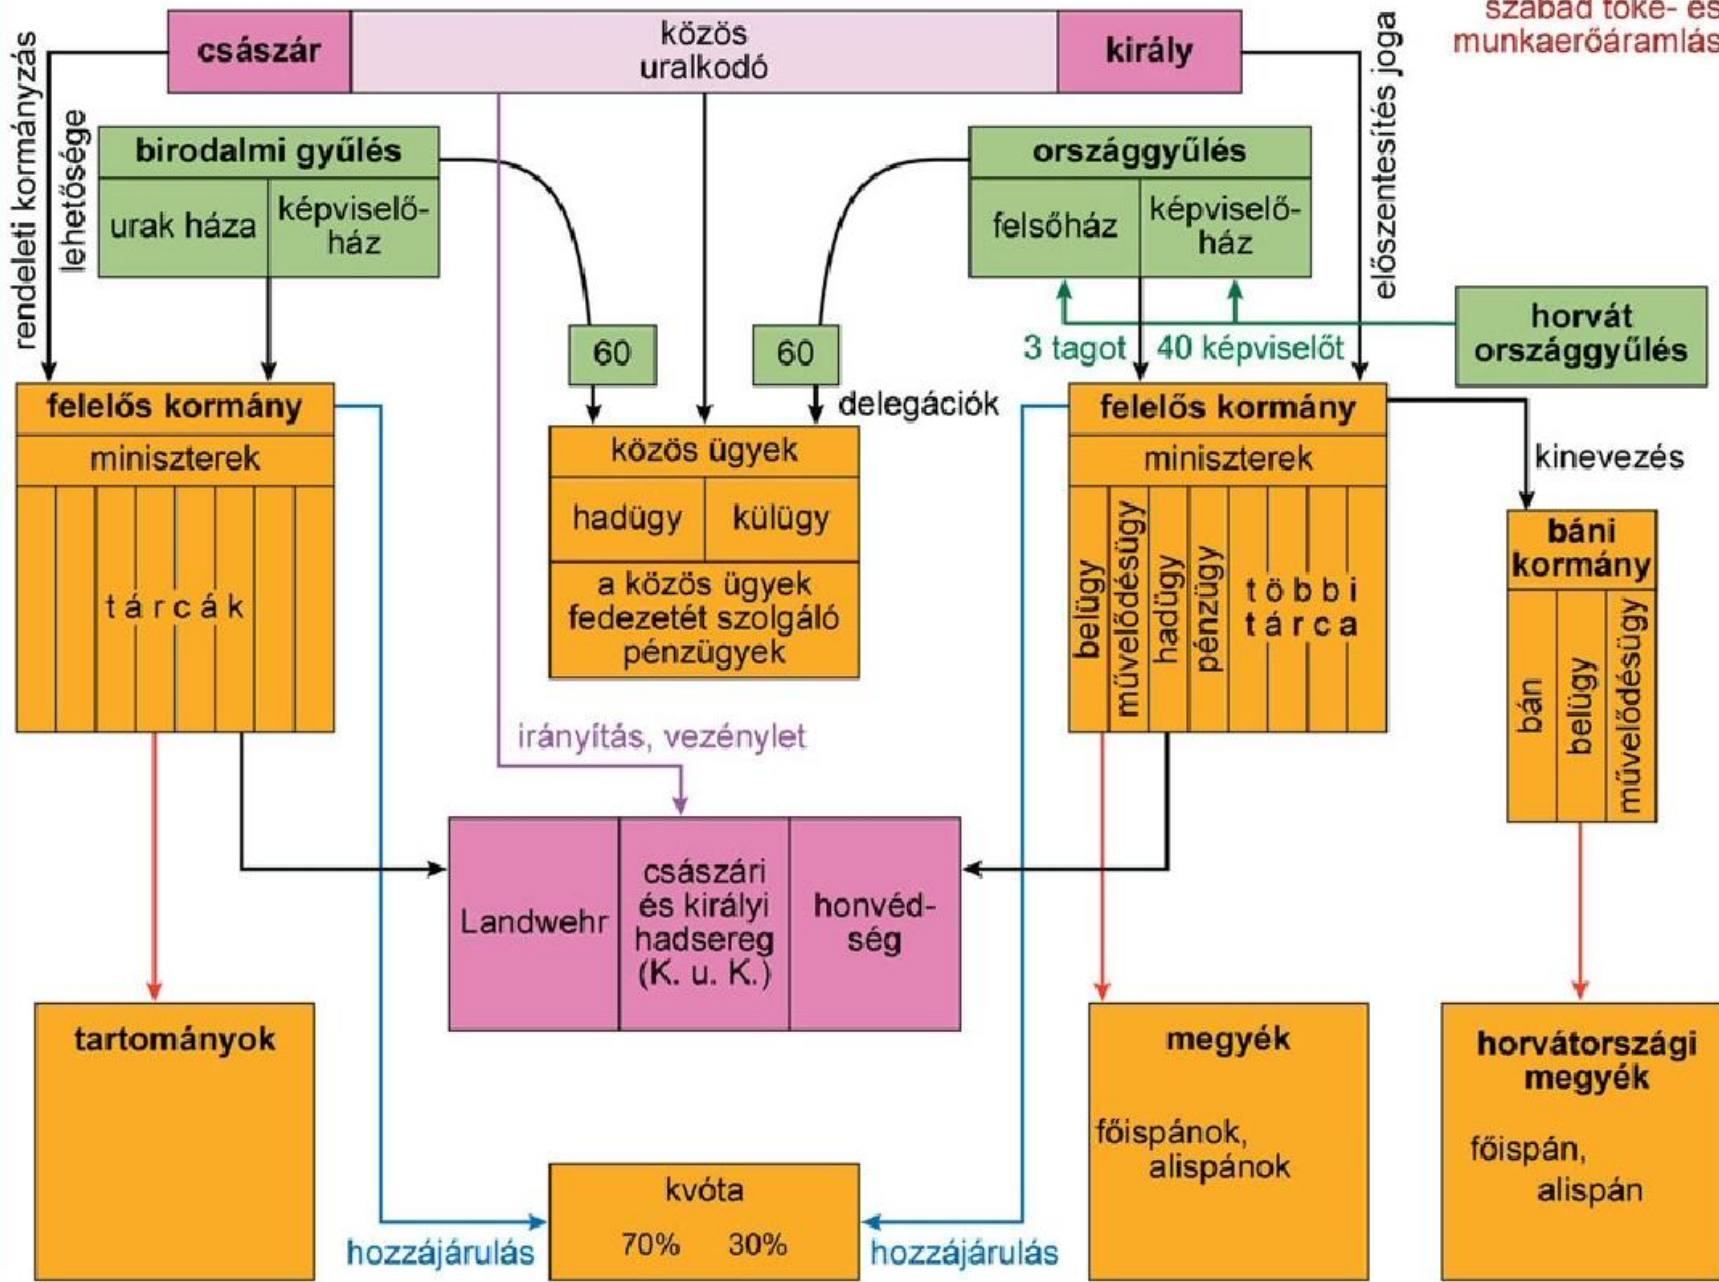 császár
közös
uralkodó
király
szabad tőke- és
munkaerőáramlás
rendeleti kormányzás
lehetősége
birodalmi gyűlés
urak háza
képviselő-
ház
országgyűlés
felsőház
képviselő-
ház
előszentesítés joga
horvát
országgyűlés
60
60
3 tagot
40 képviselőt
delegációk
felelős kormány
miniszterek
tárcák
közös ügyek
hadügy
külügy
a közös ügyek
fedezetét szolgáló
pénzügyek
felelős kormány
miniszterek
belügy
művelődésügy
hadügy
pénzügy
többi
tárca
kinevezés
báni
kormány
bán
belügy
művelődésügy
irányítás, vezénylet
Landwehr
császári
és királyi
hadsereg
(K. u. K.)
honvéd-
ség
tartományok
megyék
főispánok,
alispánok
horvátországi
megyék
főispán,
alispán
kvóta
70% 30%
hozzájárulás
hozzájárulás